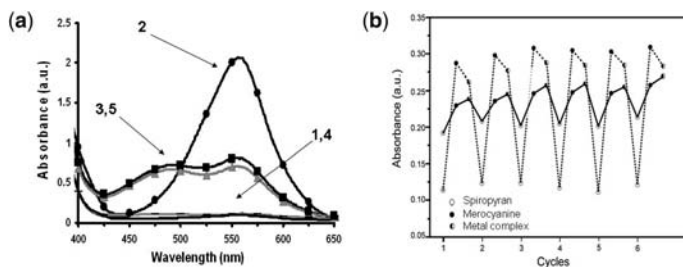 (a)
Absorbance (a.u.)
2.5
2
1.5
1
0.5
0
2
3,5
1,4
400 450 500 550 600 650
Wavelength (nm)
(b)
Absorbance (a.u.)
0.35
0.30
0.25
0.20
0.15
0.10
Spiropyran
Merocyanine
Metal complex
1 2 3 4 5 6
Cycles